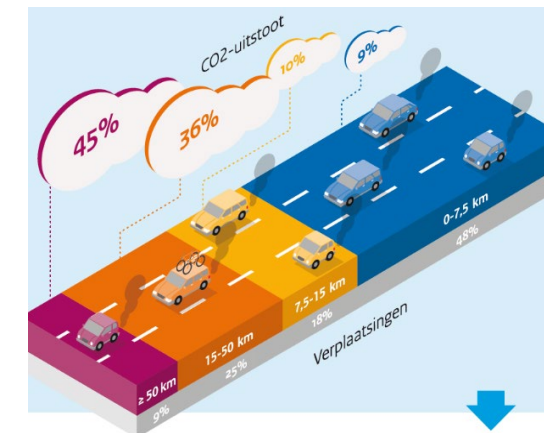 CO2-uitstoot
45%
36%
10%
9%
≥ 50 km
15-50 km
7,5-15 km
0-7,5 km
9%
25%
18%
48%
Verplaatsingen